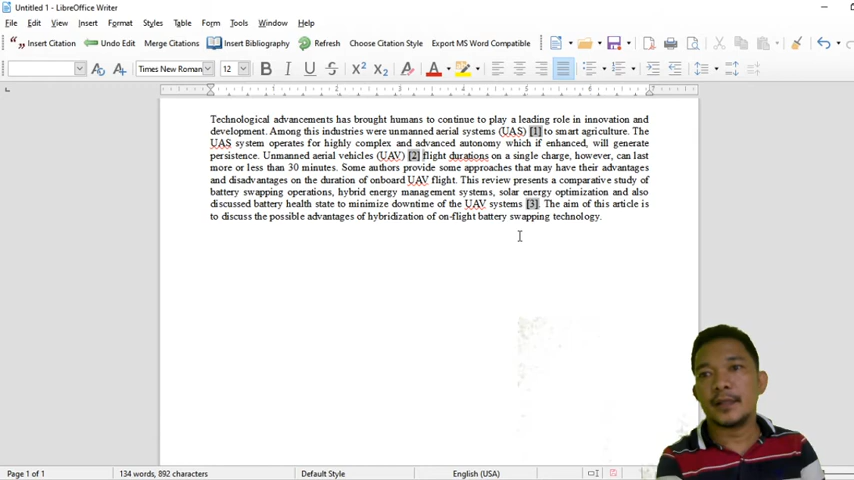 Untitled 1 - LibreOffice Writer
File Edit View Insert Format Styles Table Form Tools Window Help
Insert Citation Undo Edit Merge Citations Insert Bibliography Refresh Choose Citation Style Export MS Word Compatible
Times New Roman 12
Technological advancements has brought humans to continue to play a leading role in innovation and
development. Among this industries were unmanned aerial systems (UAS) [1] to smart agriculture. The
UAS system operates for highly complex and advanced autonomy which if enhanced, will generate
persistence. Unmanned aerial vehicles (UAV) [2] flight durations on a single charge, however, can last
more or less than 30 minutes. Some authors provide some approaches that may have their advantages
and disadvantages on the duration of onboard UAV flight. This review presents a comparative study of
battery swapping operations, hybrid energy management systems, solar energy optimization and also
discussed battery health state to minimize downtime of the UAV systems [3]. The aim of this article is
to discuss the possible advantages of hybridization of on-flight battery swapping technology.
Page 1 of 1 134 words, 892 characters Default Style English (USA)